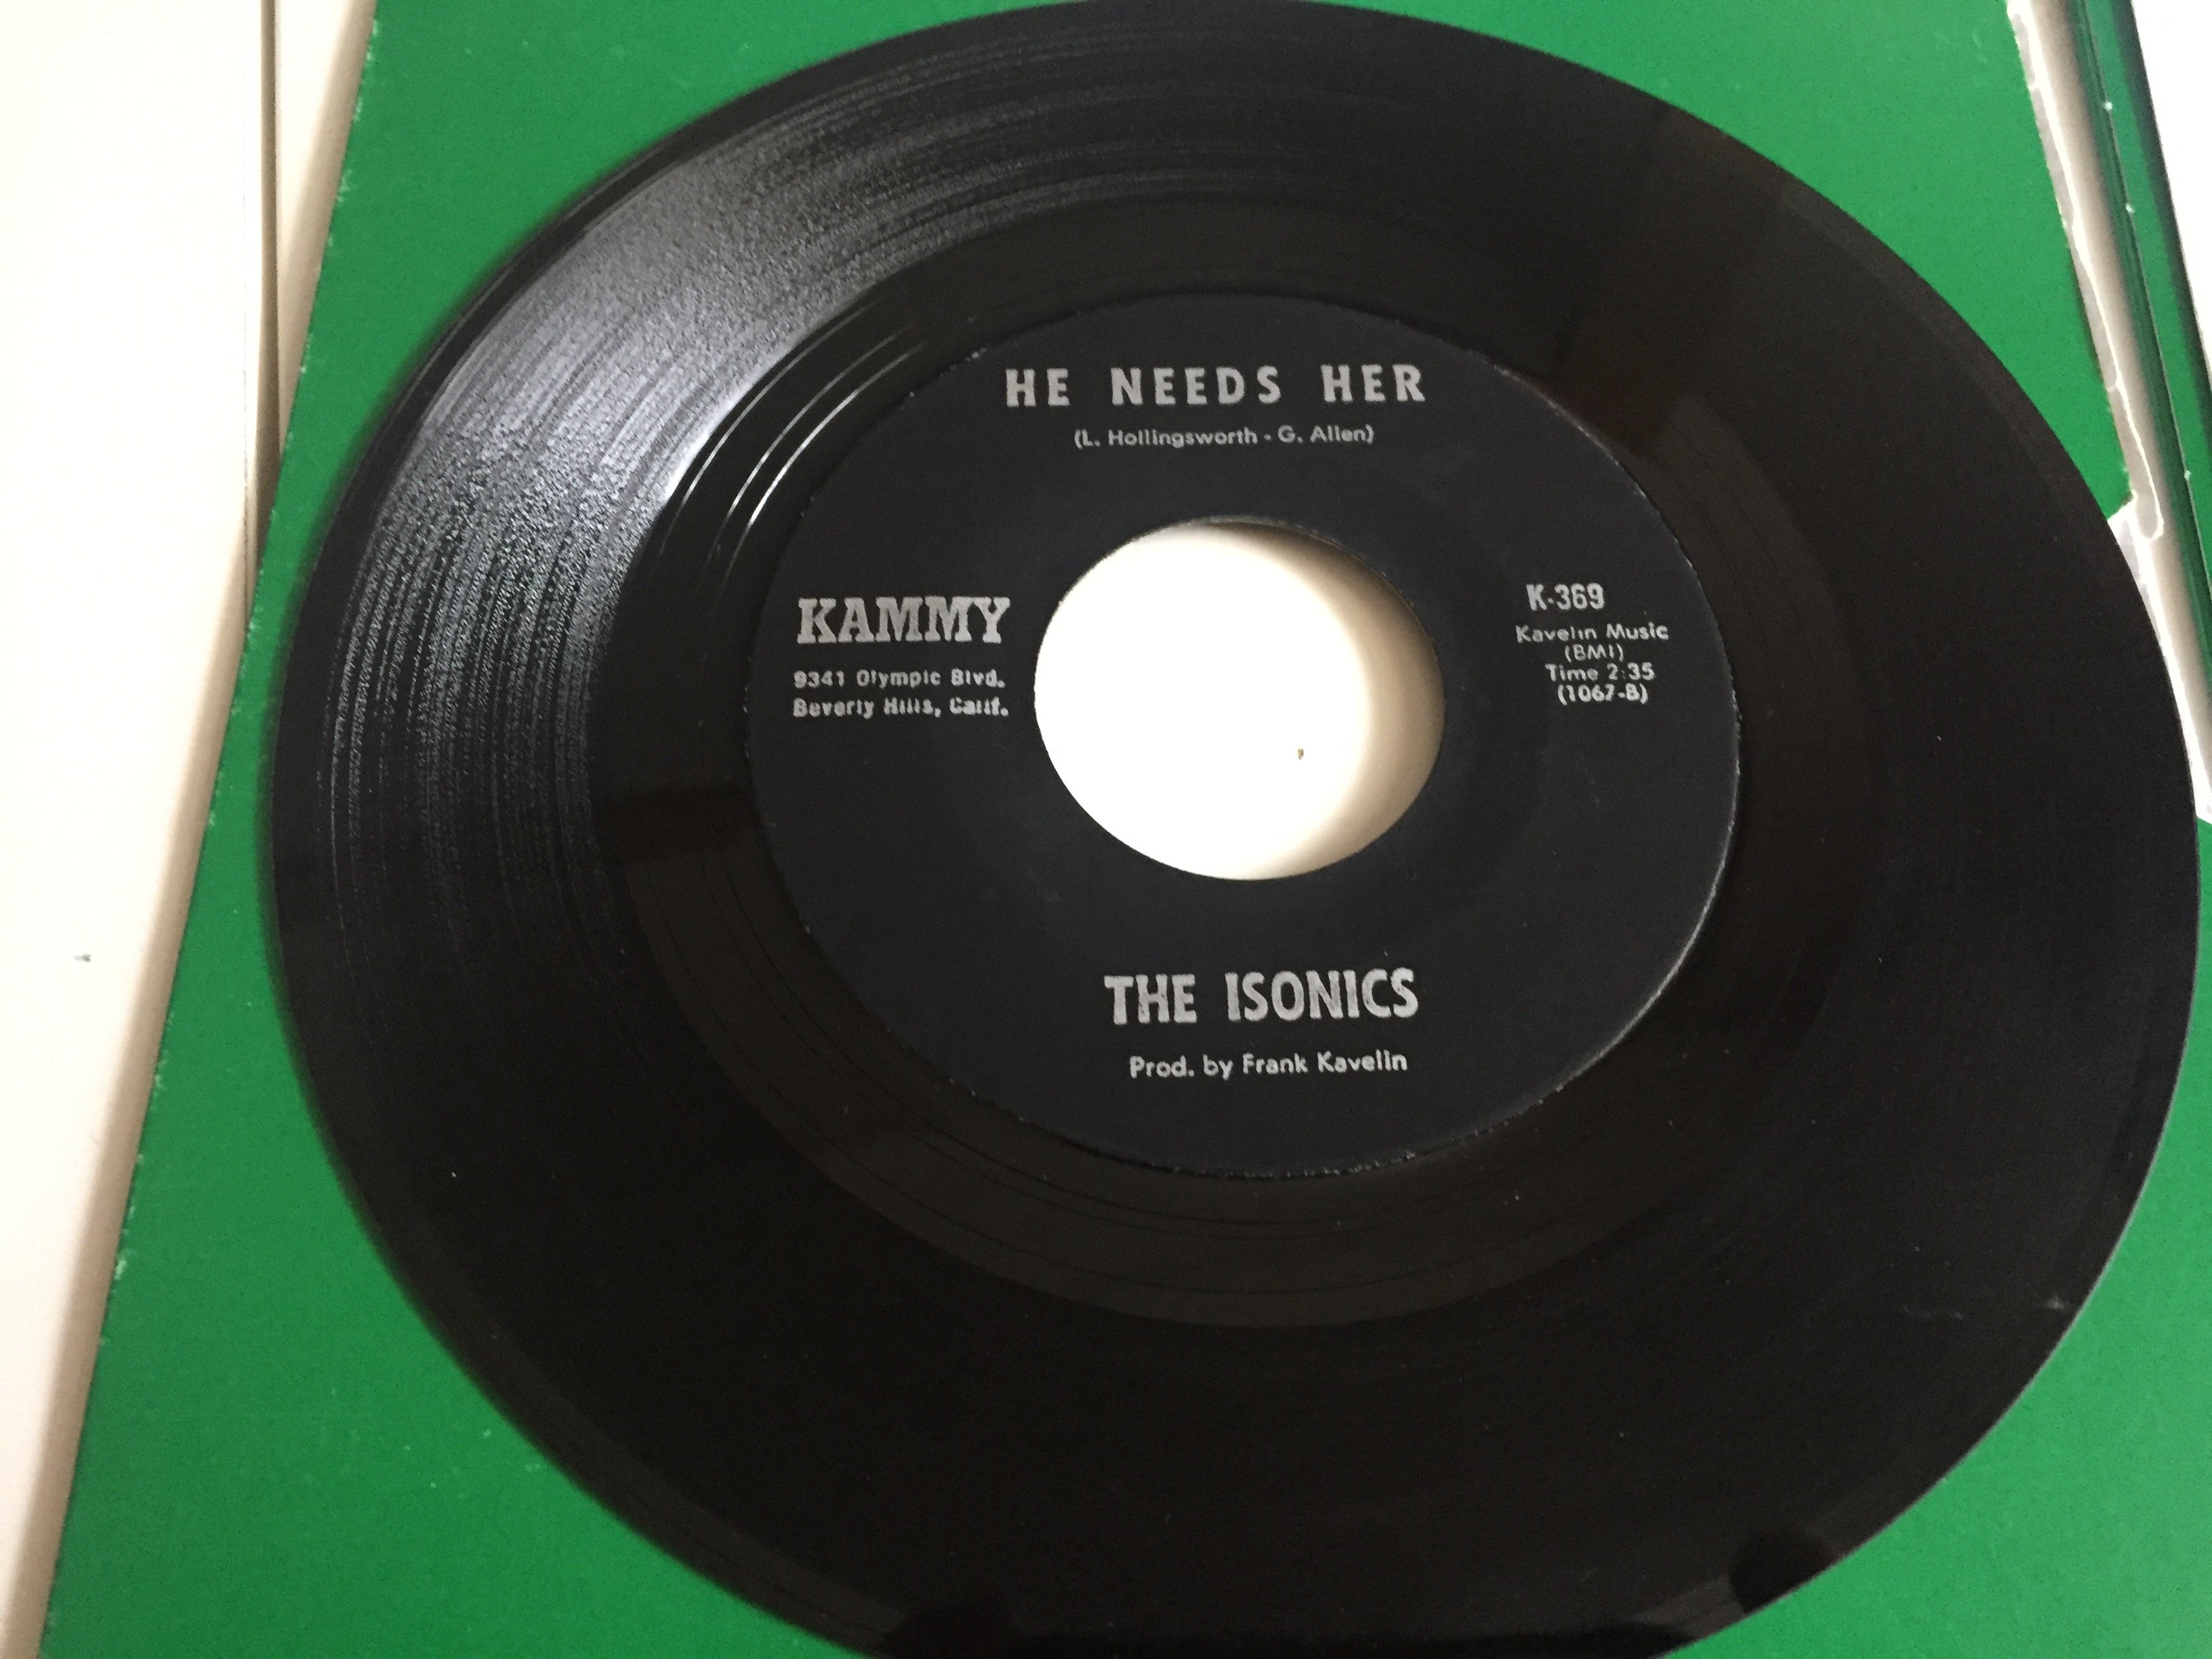 HE NEEDS HER
(L. Hollingsworth - G. Allen)
KAMMY
9341 Olympic Blvd.
Beverly Hills, Calif.
K-369
Kavelin Music
(BMI)
Time 2:35
(1067-B)
THE ISONICS
Prod. by Frank Kavelin